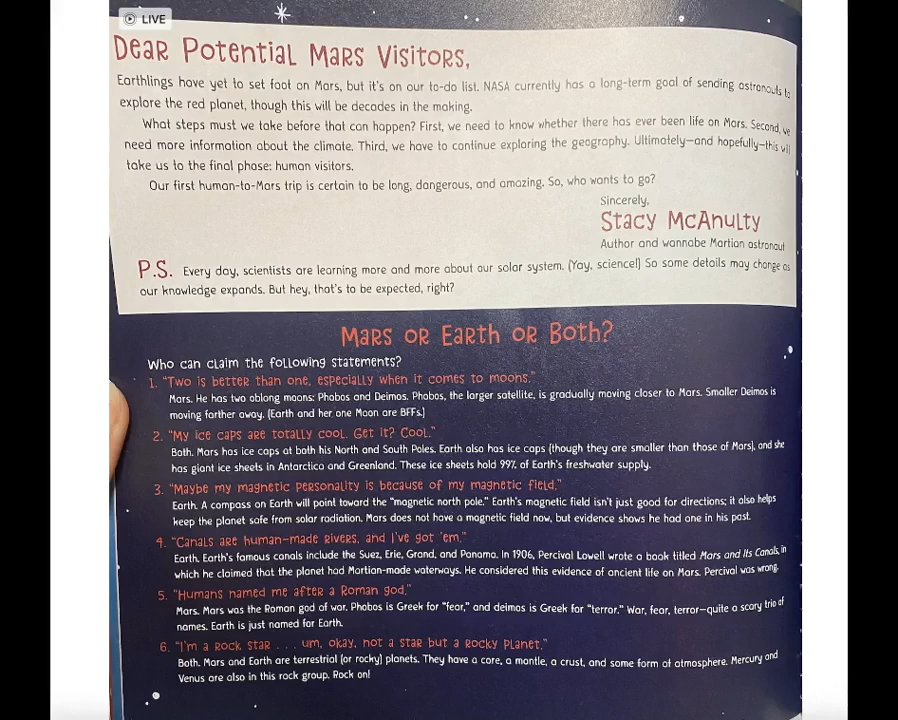 LIVE
Dear Potential Mars Visitors,
Earthlings have yet to set foot on Mars, but it's on our to-do list. NASA currently has a long-term goal of sending astronauts to
explore the red planet, though this will be decades in the making.
What steps must we take before that can happen? First, we need to know whether there has ever been life on Mars. Second, we
need more information about the climate. Third, we have to continue exploring the geography. Ultimately—and hopefully—this will
take us to the final phase: human visitors.
Our first human-to-Mars trip is certain to be long, dangerous, and amazing. So, who wants to go?
Sincerely,
Stacy McAnulty
Author and wannabe Martian astronaut
P.S. Every day, scientists are learning more and more about our solar system. (Yay, science!) So some details may change as
our knowledge expands. But hey, that's to be expected, right?
Mars or Earth or Both?
Who can claim the following statements?
1. "Two is better than one, especially when it comes to moons."
Mars. He has two oblong moons: Phobos and Deimos. Phobos, the larger satellite, is gradually moving closer to Mars. Smaller Deimos is
moving farther away. (Earth and her one Moon are BFFs.)
2. "My ice caps are totally cool. Get it? Cool."
Both. Mars has ice caps at both his North and South Poles. Earth also has ice caps (though they are smaller than those of Mars), and she
has giant ice sheets in Antarctica and Greenland. These ice sheets hold 99% of Earth's freshwater supply.
3. "Maybe my magnetic personality is because of my magnetic field."
Earth. A compass on Earth will point toward the "magnetic north pole." Earth's magnetic field isn't just good for directions; it also helps
keep the planet safe from solar radiation. Mars does not have a magnetic field now, but evidence shows he had one in his past.
4. "Canals are human-made rivers, and I've got 'em."
Earth. Earth's famous canals include the Suez, Erie, Grand, and Panama. In 1906, Percival Lowell wrote a book titled Mars and Its Canals, in
which he claimed that the planet had Martian-made waterways. He considered this evidence of ancient life on Mars. Percival was wrong.
5. "Humans named me after a Roman god."
Mars. Mars was the Roman god of war. Phobos is Greek for "fear," and deimos is Greek for "terror." War, fear, terror—quite a scary trio of
names. Earth is just named for Earth.
6. "I'm a rock star . . . um, okay, not a star but a rocky planet."
Both. Mars and Earth are terrestrial (or rocky) planets. They have a core, a mantle, a crust, and some form of atmosphere. Mercury and
Venus are also in this rock group. Rock on!